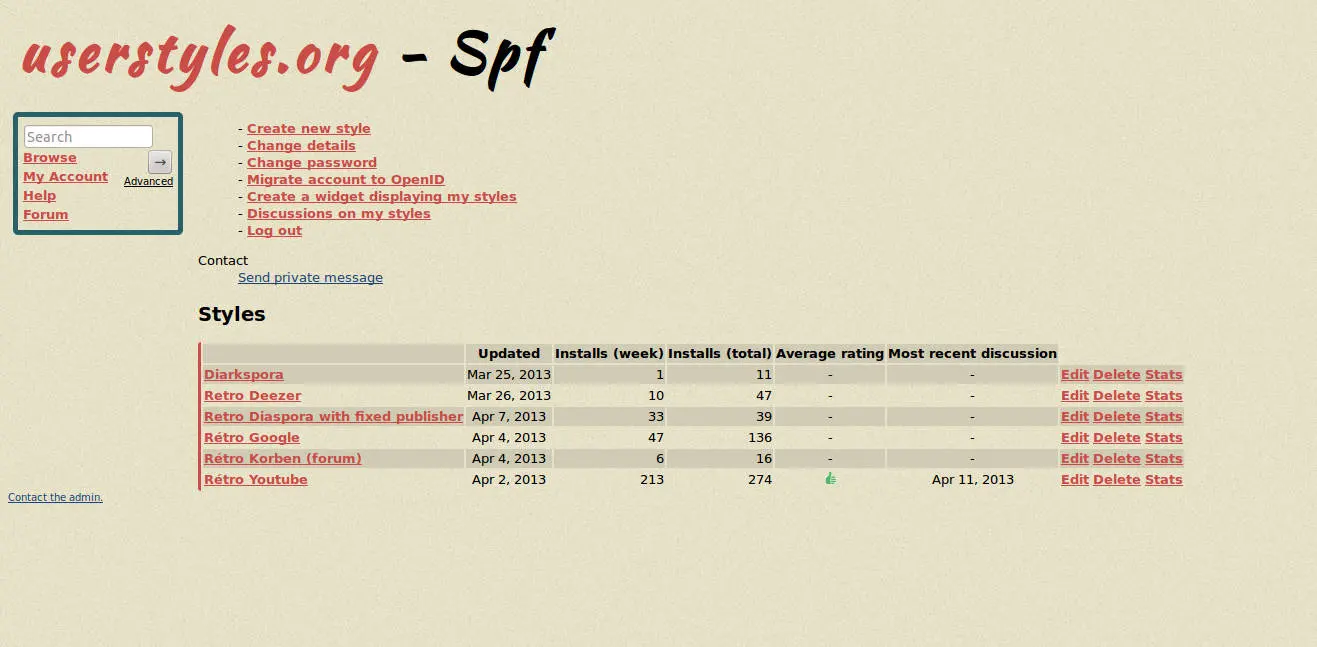 userstyles.org - Spf
Search
Browse
→
My Account
Advanced
Help
Forum
- Create new style
- Change details
- Change password
- Migrate account to OpenID
- Create a widget displaying my styles
- Discussions on my styles
- Log out
Contact
Send private message
Styles
Updated Installs (week) Installs (total) Average rating Most recent discussion
Diarkspora Mar 25, 2013 1 11 - - Edit Delete Stats
Retro Deezer Mar 26, 2013 10 47 - - Edit Delete Stats
Retro Diaspora with fixed publisher Apr 7, 2013 33 39 - - Edit Delete Stats
Rétro Google Apr 4, 2013 47 136 - - Edit Delete Stats
Rétro Korben (forum) Apr 4, 2013 6 16 - - Edit Delete Stats
Rétro Youtube Apr 2, 2013 213 274 Apr 11, 2013 Edit Delete Stats
Contact the admin.